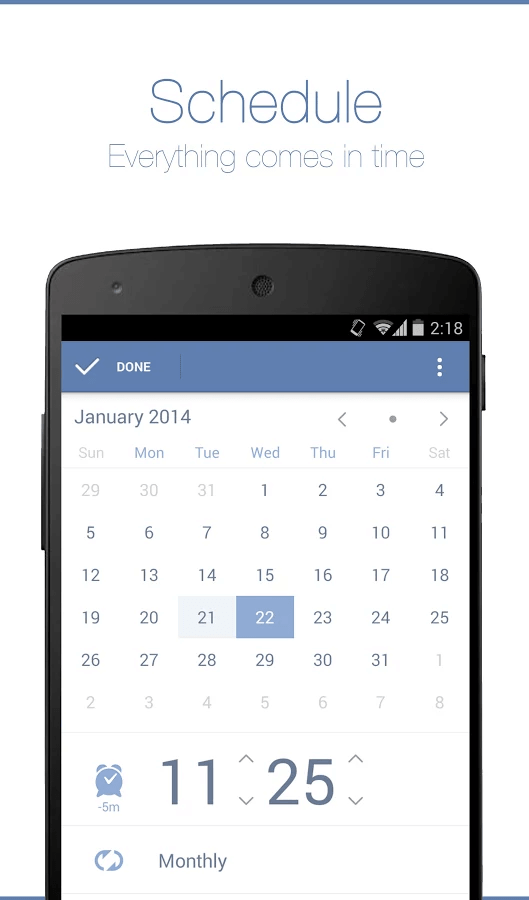 Schedule
Everything comes in time
2:18
DONE
January 2014
Sun Mon Tue Wed Thu Fri Sat
29 30 31 1 2 3 4
5 6 7 8 9 10 11
12 13 14 15 16 17 18
19 20 21 22 23 24 25
26 27 28 29 30 31 1
2 3 4 5 6 7 8
11 25
-5m
Monthly